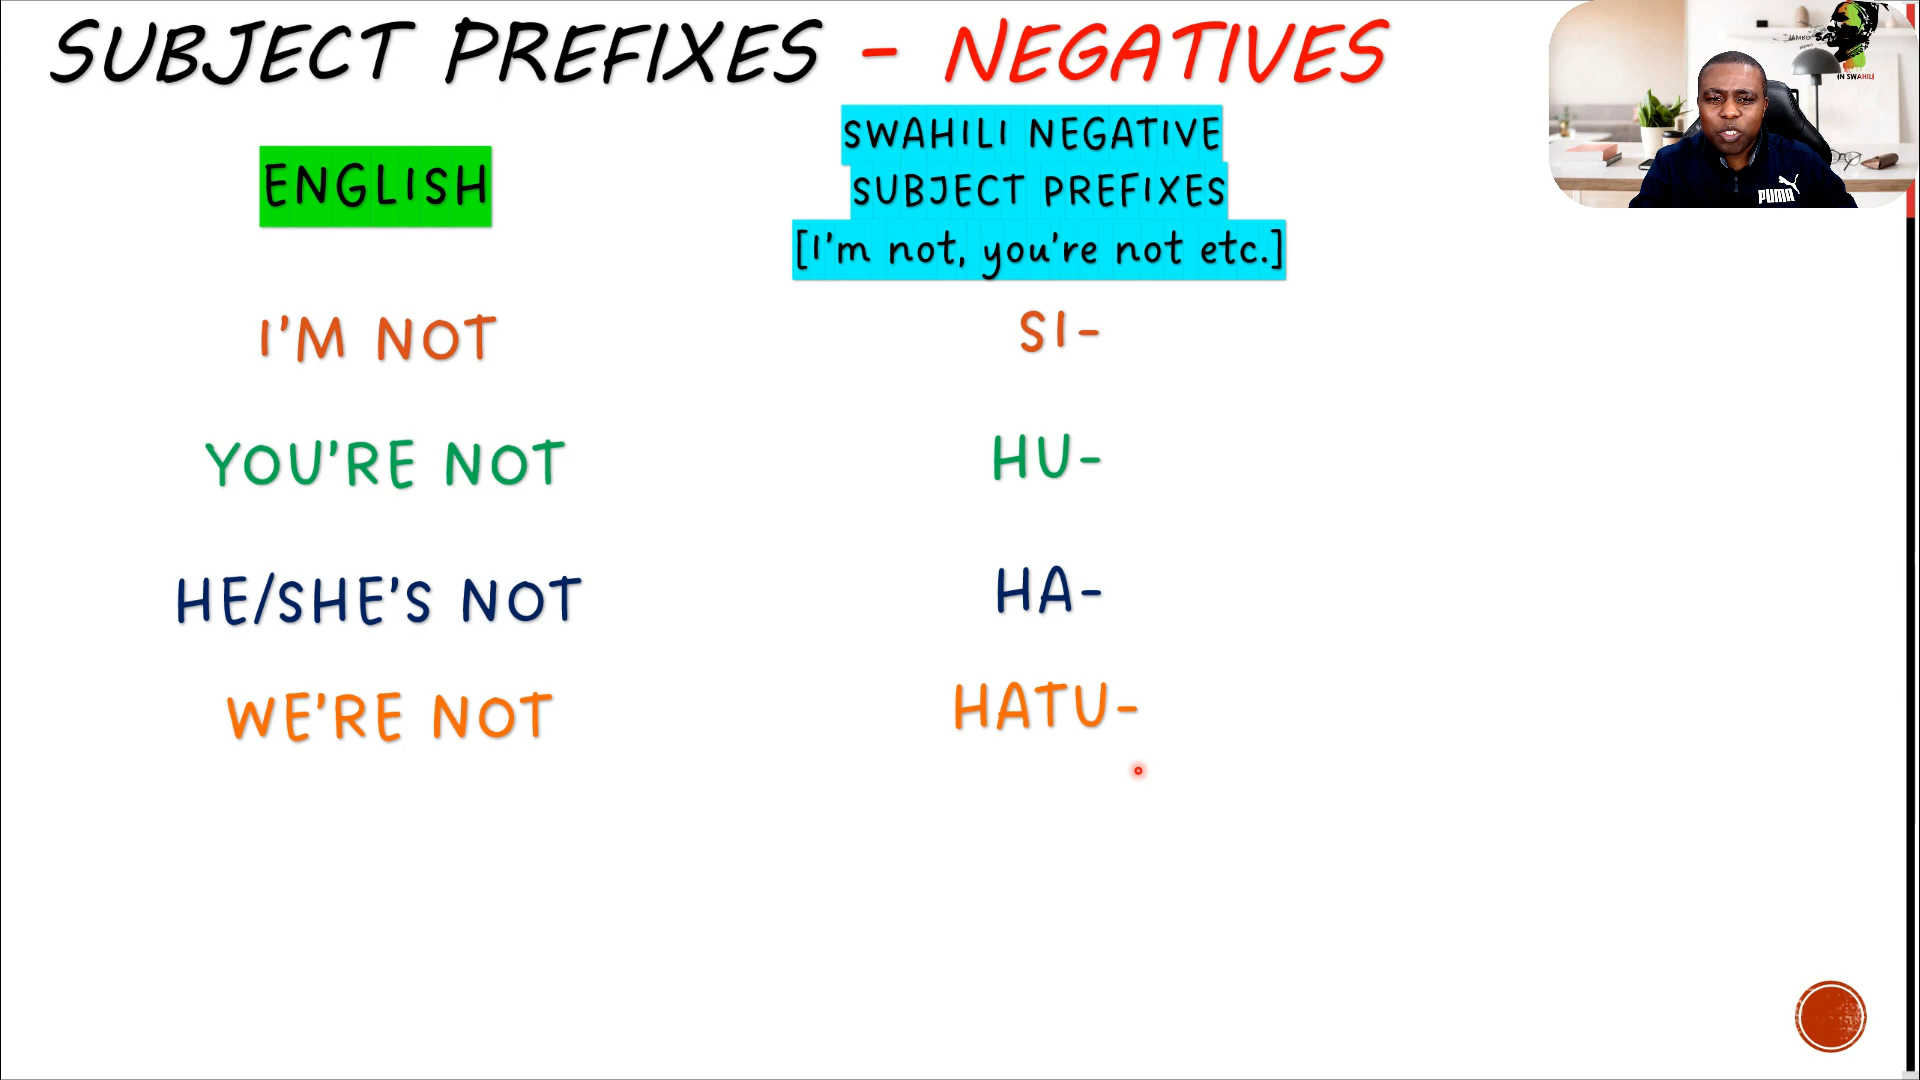 SUBJECT PREFIXES - NEGATIVES
ENGLISH
SWAHILI NEGATIVE
SUBJECT PREFIXES
[I'm not, you're not etc.]
I'M NOT
SI-
YOU'RE NOT
HU-
HE/SHE'S NOT
HA-
WE'RE NOT
HATU-
JAMBO
IN SWAHILI
PUMA